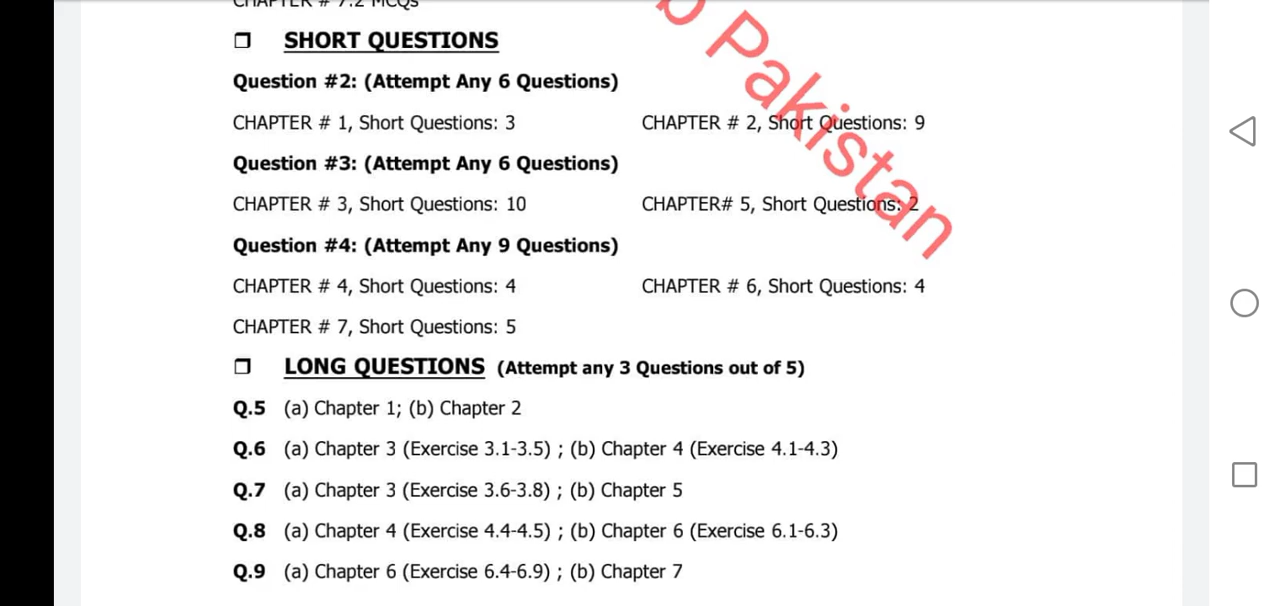 CHAPTER # 7.2 MCQs
SHORT QUESTIONS
Question #2: (Attempt Any 6 Questions)
CHAPTER # 1, Short Questions: 3 CHAPTER # 2, Short Questions: 9
Question #3: (Attempt Any 6 Questions)
CHAPTER # 3, Short Questions: 10 CHAPTER# 5, Short Questions: 2
Question #4: (Attempt Any 9 Questions)
CHAPTER # 4, Short Questions: 4 CHAPTER # 6, Short Questions: 4
CHAPTER # 7, Short Questions: 5
LONG QUESTIONS (Attempt any 3 Questions out of 5)
Q.5 (a) Chapter 1; (b) Chapter 2
Q.6 (a) Chapter 3 (Exercise 3.1-3.5) ; (b) Chapter 4 (Exercise 4.1-4.3)
Q.7 (a) Chapter 3 (Exercise 3.6-3.8) ; (b) Chapter 5
Q.8 (a) Chapter 4 (Exercise 4.4-4.5) ; (b) Chapter 6 (Exercise 6.1-6.3)
Q.9 (a) Chapter 6 (Exercise 6.4-6.9) ; (b) Chapter 7
Pakistan